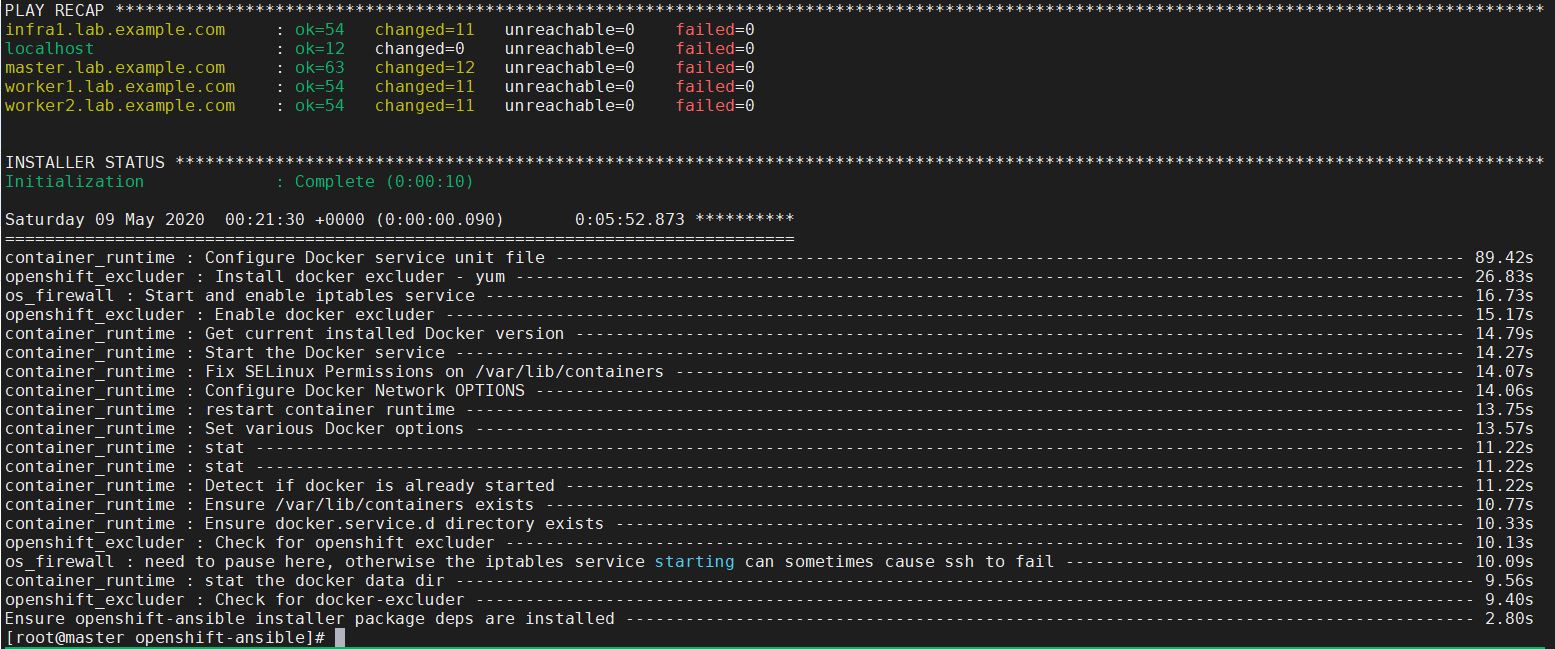 PLAY RECAP ***********************************************************************************************************************************************
infra1.lab.example.com     : ok=54   changed=11   unreachable=0    failed=0
localhost                  : ok=12   changed=0    unreachable=0    failed=0
master.lab.example.com     : ok=63   changed=12   unreachable=0    failed=0
worker1.lab.example.com    : ok=54   changed=11   unreachable=0    failed=0
worker2.lab.example.com    : ok=54   changed=11   unreachable=0    failed=0
INSTALLER STATUS *****************************************************************************************************************************************
Initialization             : Complete (0:00:10)
Saturday 09 May 2020  00:21:30 +0000 (0:00:00.090)       0:05:52.873 **********
===============================================================================
container_runtime : Configure Docker service unit file ------------------------------------------------------------------------------------------- 89.42s
openshift_excluder : Install docker excluder - yum ----------------------------------------------------------------------------------------------- 26.83s
os_firewall : Start and enable iptables service -------------------------------------------------------------------------------------------------- 16.73s
openshift_excluder : Enable docker excluder ------------------------------------------------------------------------------------------------------ 15.17s
container_runtime : Get current installed Docker version ----------------------------------------------------------------------------------------- 14.79s
container_runtime : Start the Docker service ----------------------------------------------------------------------------------------------------- 14.27s
container_runtime : Fix SELinux Permissions on /var/lib/containers ------------------------------------------------------------------------------- 14.07s
container_runtime : Configure Docker Network OPTIONS --------------------------------------------------------------------------------------------- 14.06s
container_runtime : restart container runtime ---------------------------------------------------------------------------------------------------- 13.75s
container_runtime : Set various Docker options --------------------------------------------------------------------------------------------------- 13.57s
container_runtime : stat ------------------------------------------------------------------------------------------------------------------------- 11.22s
container_runtime : stat ------------------------------------------------------------------------------------------------------------------------- 11.22s
container_runtime : Detect if docker is already started ------------------------------------------------------------------------------------------ 11.22s
container_runtime : Ensure /var/lib/containers exists -------------------------------------------------------------------------------------------- 10.77s
container_runtime : Ensure docker.service.d directory exists ------------------------------------------------------------------------------------- 10.33s
openshift_excluder : Check for openshift excluder ------------------------------------------------------------------------------------------------ 10.13s
os_firewall : need to pause here, otherwise the iptables service starting can sometimes cause ssh to fail ---------------------------------------- 10.09s
container_runtime : stat the docker data dir ------------------------------------------------------------------------------------------------------ 9.56s
openshift_excluder : Check for docker-excluder ---------------------------------------------------------------------------------------------------- 9.40s
Ensure openshift-ansible installer package deps are installed ------------------------------------------------------------------------------------- 2.80s
[root@master openshift-ansible]#